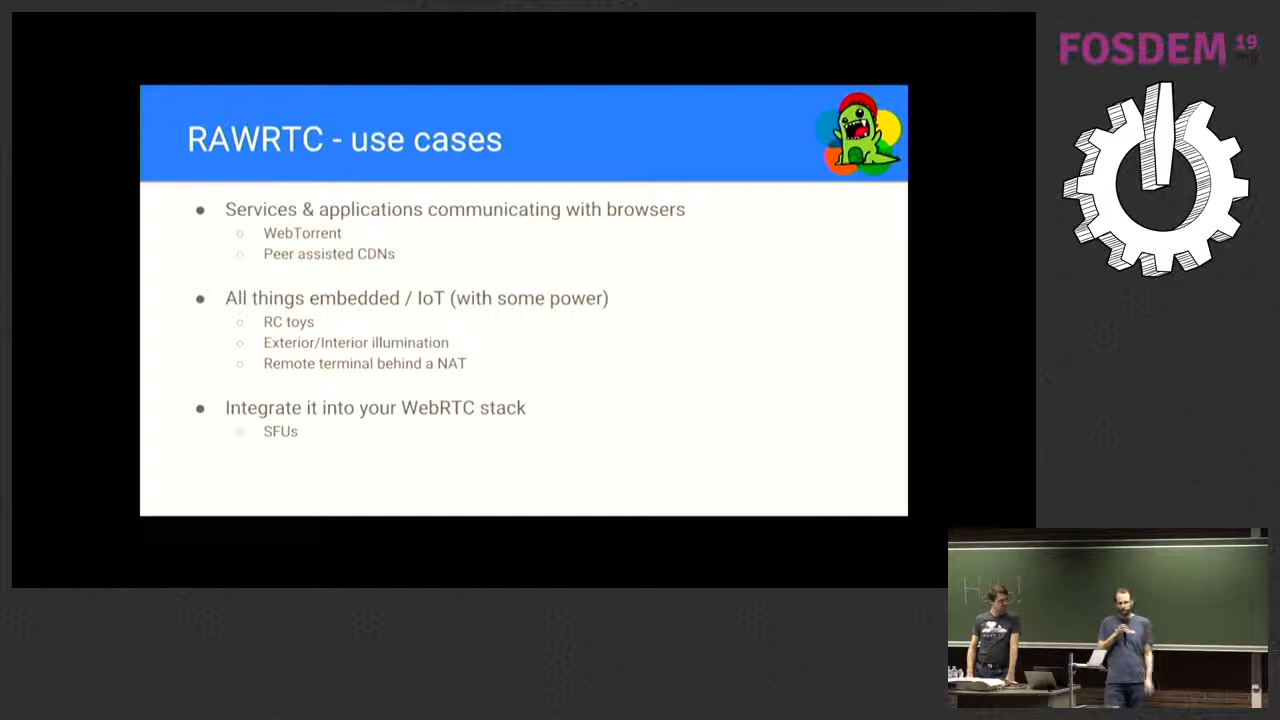 FOSDEM 19
.org
RAWRTC - use cases
Services & applications communicating with browsers
WebTorrent
Peer assisted CDNs
All things embedded / IoT (with some power)
RC toys
Exterior/Interior illumination
Remote terminal behind a NAT
Integrate it into your WebRTC stack
SFUs